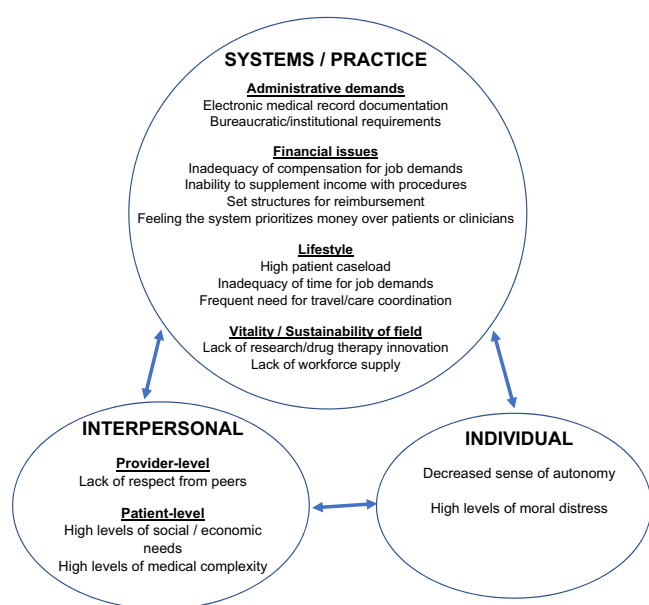 SYSTEMS / PRACTICE
Administrative demands
Electronic medical record documentation
Bureaucratic/institutional requirements
Financial issues
Inadequacy of compensation for job demands
Inability to supplement income with procedures
Set structures for reimbursement
Feeling the system prioritizes money over patients or clinicians
Lifestyle
High patient caseload
Inadequacy of time for job demands
Frequent need for travel/care coordination
Vitality / Sustainability of field
Lack of research/drug therapy innovation
Lack of workforce supply
INTERPERSONAL
Provider-level
Lack of respect from peers
Patient-level
High levels of social / economic
needs
High levels of medical complexity
INDIVIDUAL
Decreased sense of autonomy
High levels of moral distress